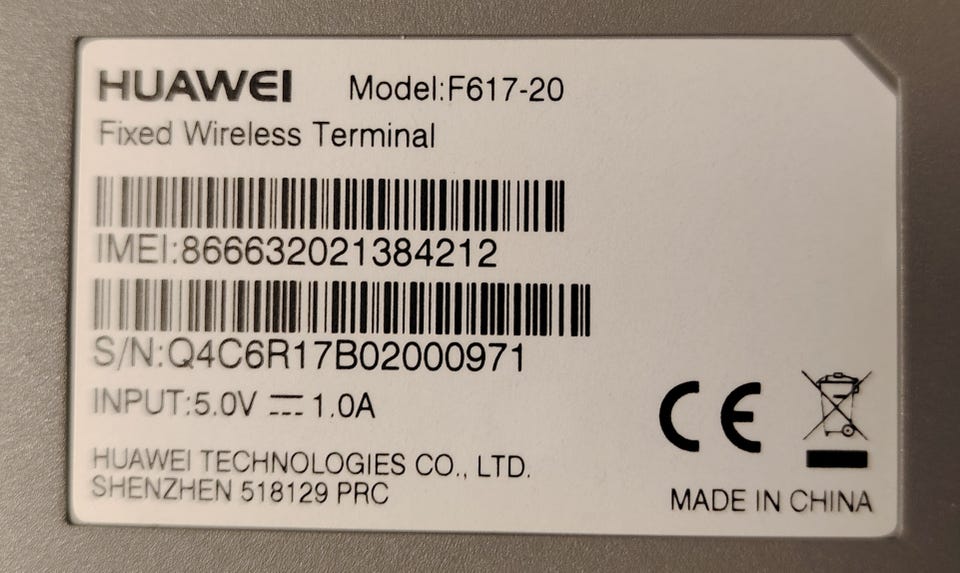 HUAWEI Model:F617-20
Fixed Wireless Terminal
IMEI:866632021384212
S/N:Q4C6R17B02000971
INPUT:5.0V ⎓ 1.0A
HUAWEI TECHNOLOGIES CO., LTD.
SHENZHEN 518129 PRC
CE
MADE IN CHINA